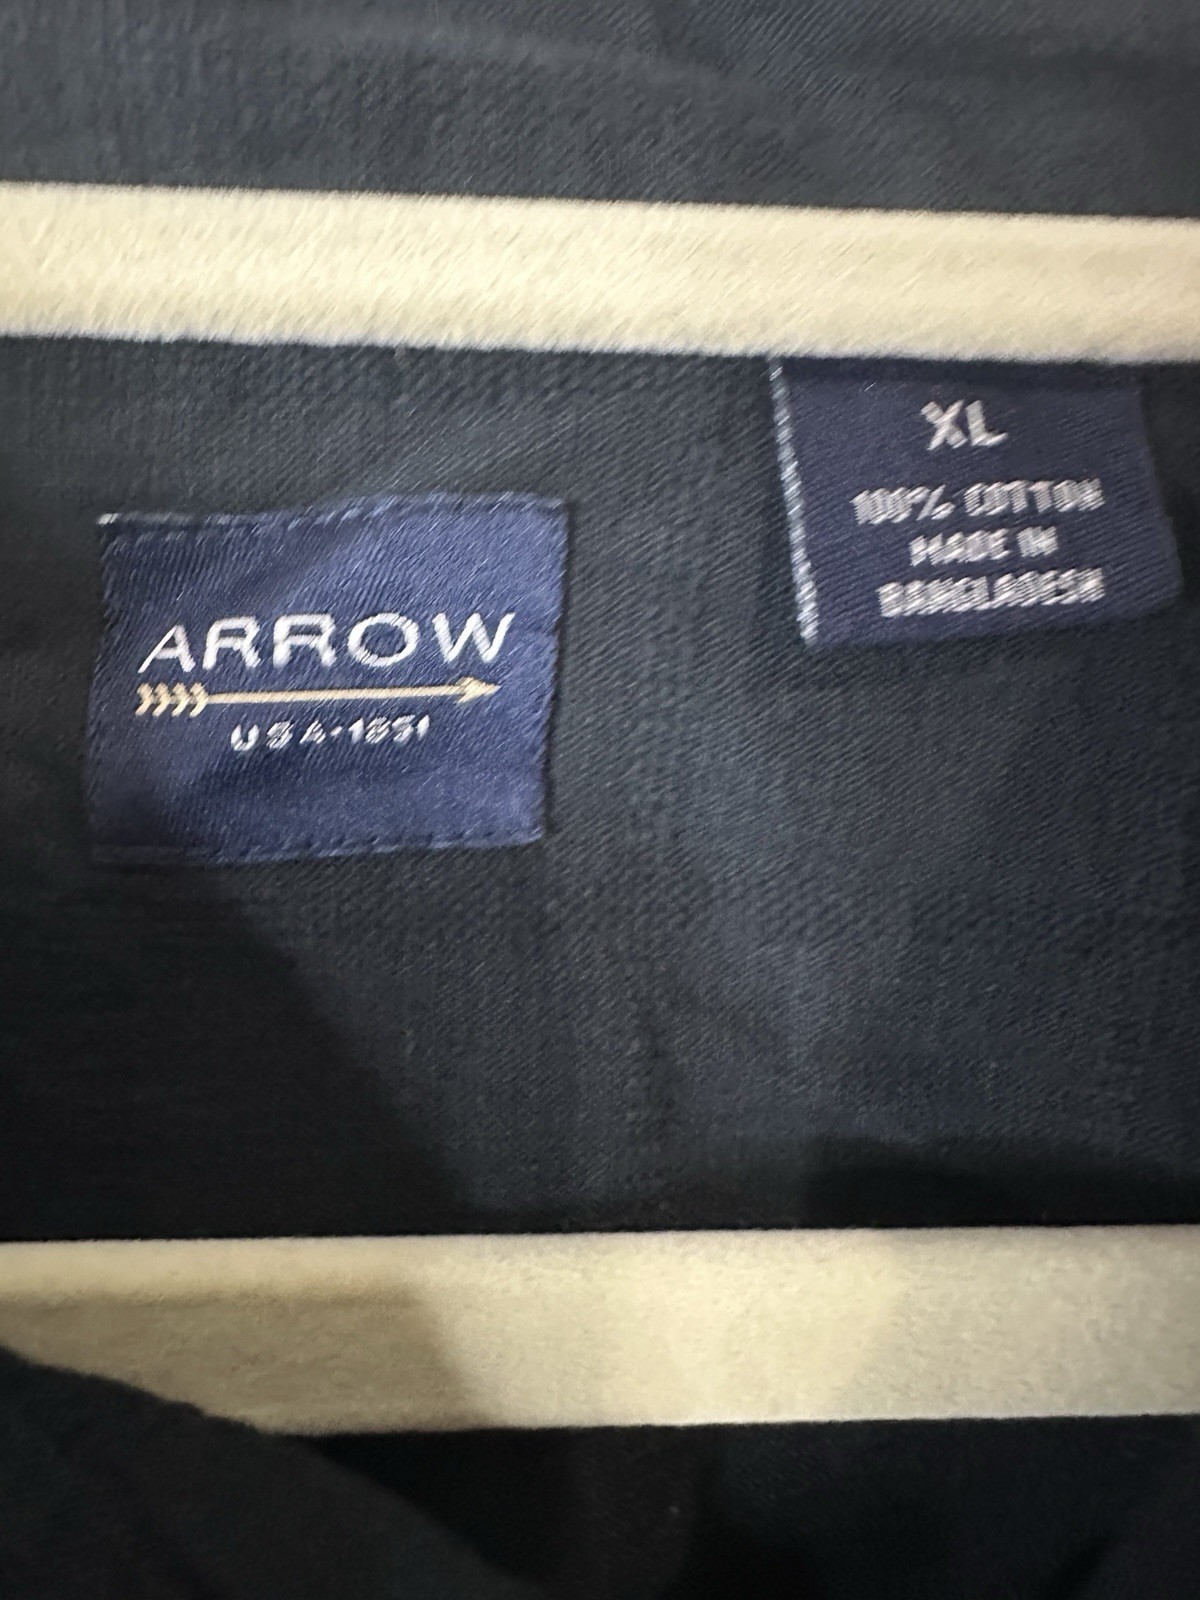 ARROW
USA·1851
XL
100% COTTON
MADE IN
BANGLADESH